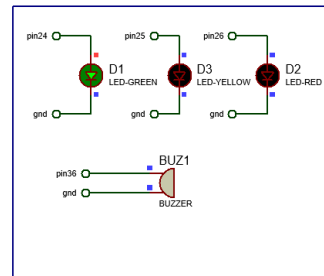 pin24 pin25 pin26
D1 D3 D2
LED-GREEN LED-YELLOW LED-RED
gnd gnd gnd
BUZ1
pin36
gnd
BUZZER